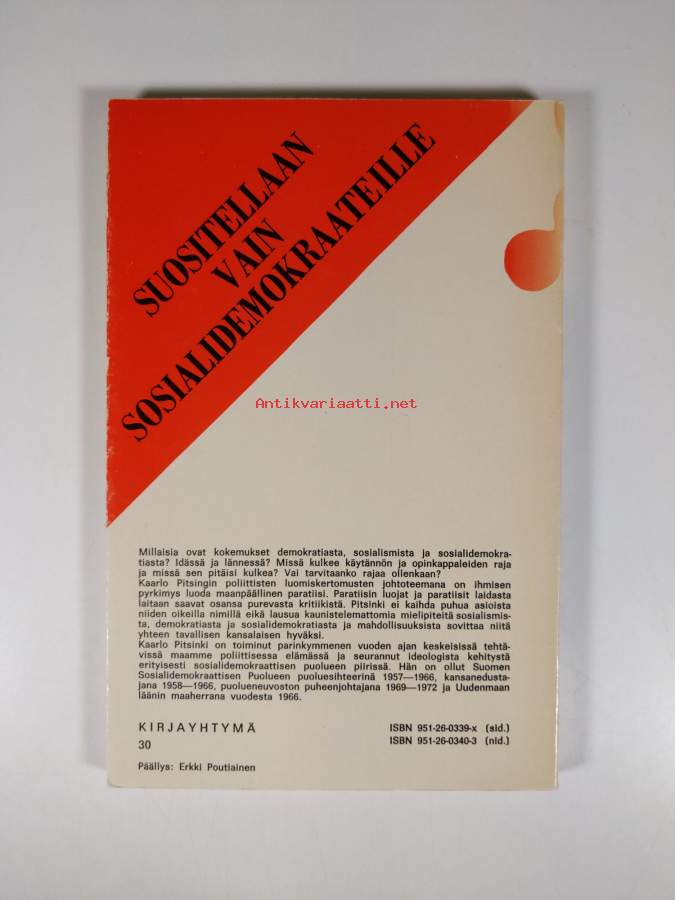 SUOSITELLAAN
VAIN
SOSIALIDEMOKRAATEILLE
Antikvariaatti.net
Millaisia ovat kokemukset demokratiasta, sosialismista ja sosialidemokra-
tiasta? Idässä ja lännessä? Missä kulkee käytännön ja opinkappaleiden raja
ja missä sen pitäisi kulkea? Vai tarvitaanko rajaa ollenkaan?
Kaarlo Pitsingin poliittisten luomiskertomusten johtoteemana on ihmisen
pyrkimys luoda maanpäällinen paratiisi. Paratiisin luojat ja paratiisit laidasta
laitaan saavat osansa purevasta kritiikistä. Pitsinki ei kaihda puhua asioista
niiden oikeilla nimillä eikä lausua kaunistelemattomia mielipiteitä sosialismis-
ta, demokratiasta ja sosialidemokratiasta ja mahdollisuuksista sovittaa niitä
yhteen tavallisen kansalaisen hyväksi.
Kaarlo Pitsinki on toiminut parinkymmenen vuoden ajan keskeisissä tehtä-
vissä maamme poliittisessa elämässä ja seurannut ideologista kehitystä
erityisesti sosialidemokraattisen puolueen piirissä. Hän on ollut Suomen
Sosialidemokraattisen Puolueen puoluesihteerinä 1957—1966, kansanedusta-
jana 1958—1966, puolueneuvoston puheenjohtajana 1969—1972 ja Uudenmaan
läänin maaherrana vuodesta 1966.
KIRJAYHTYMÄ
30
ISBN 951-26-0339-x (sid.)
ISBN 951-26-0340-3 (nid.)
Päällys: Erkki Poutiainen